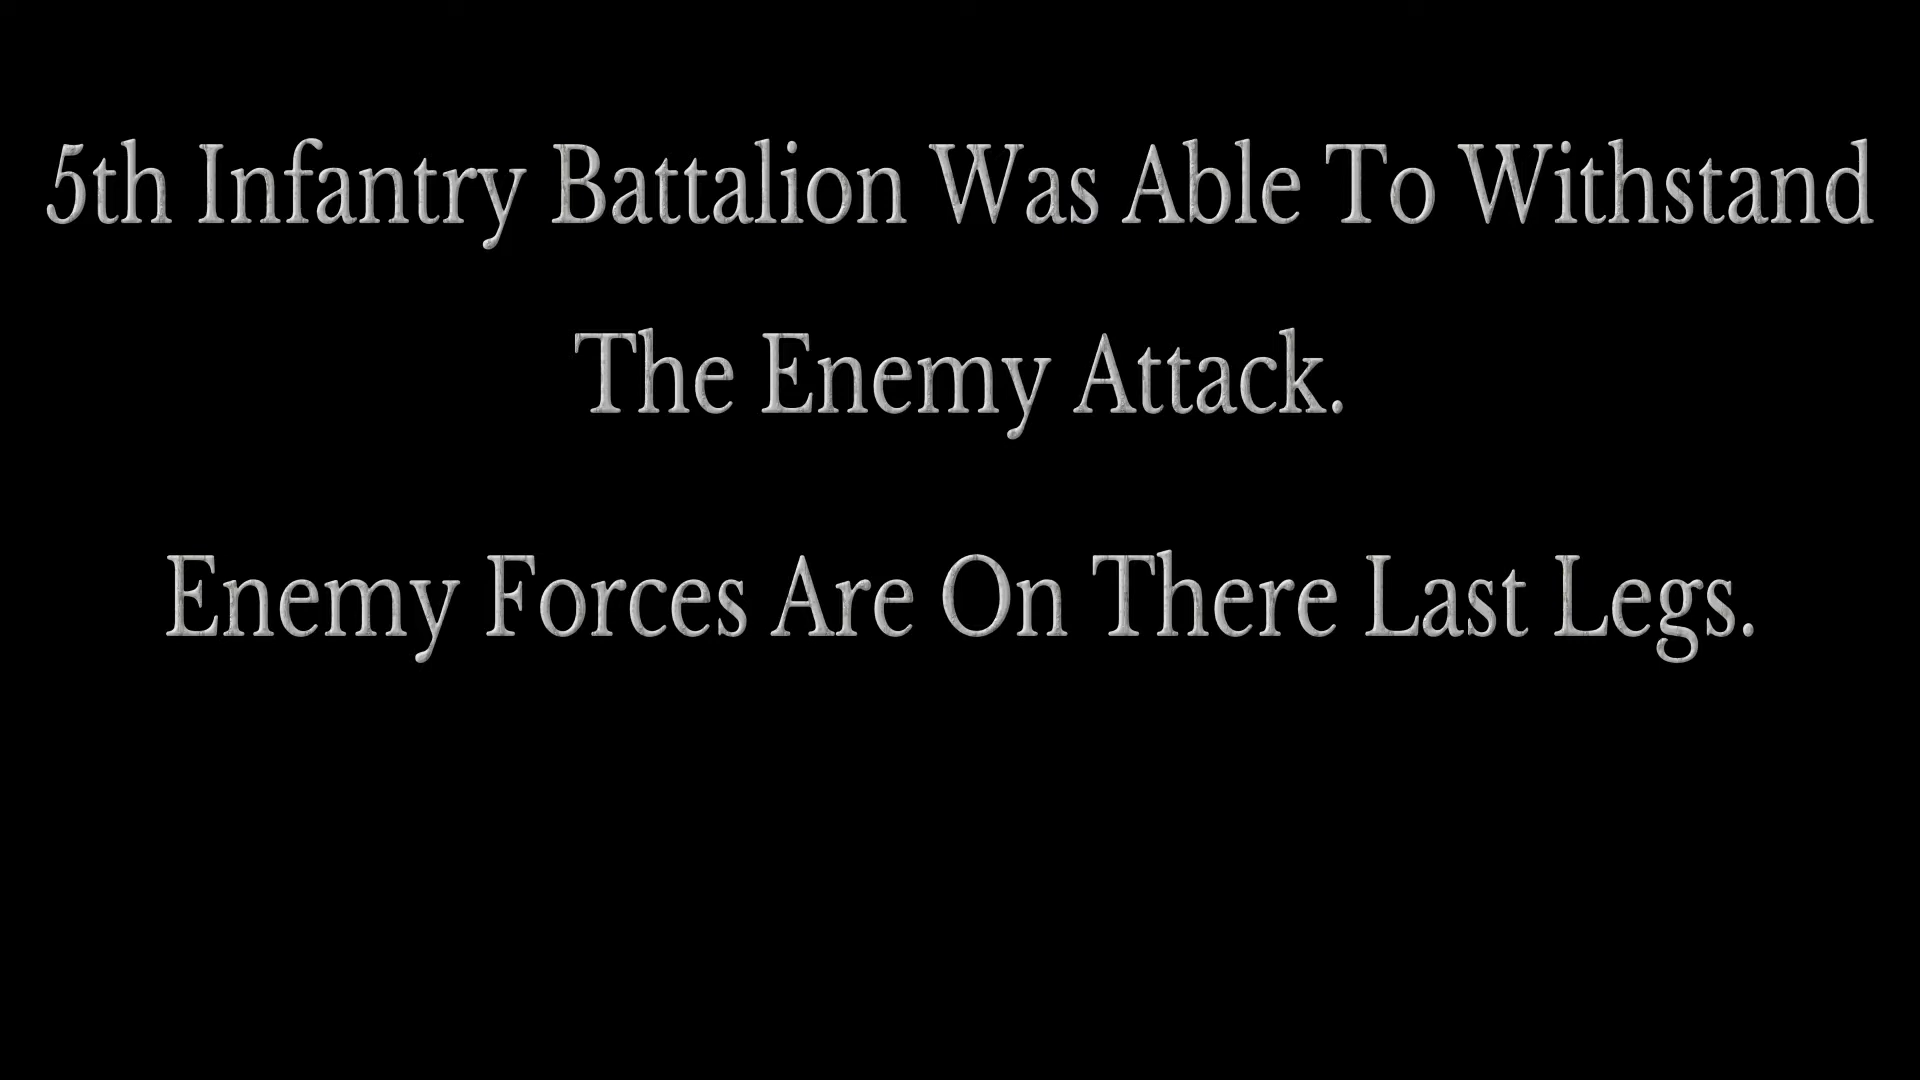 5th Infantry Battalion Was Able To Withstand
The Enemy Attack.
Enemy Forces Are On There Last Legs.